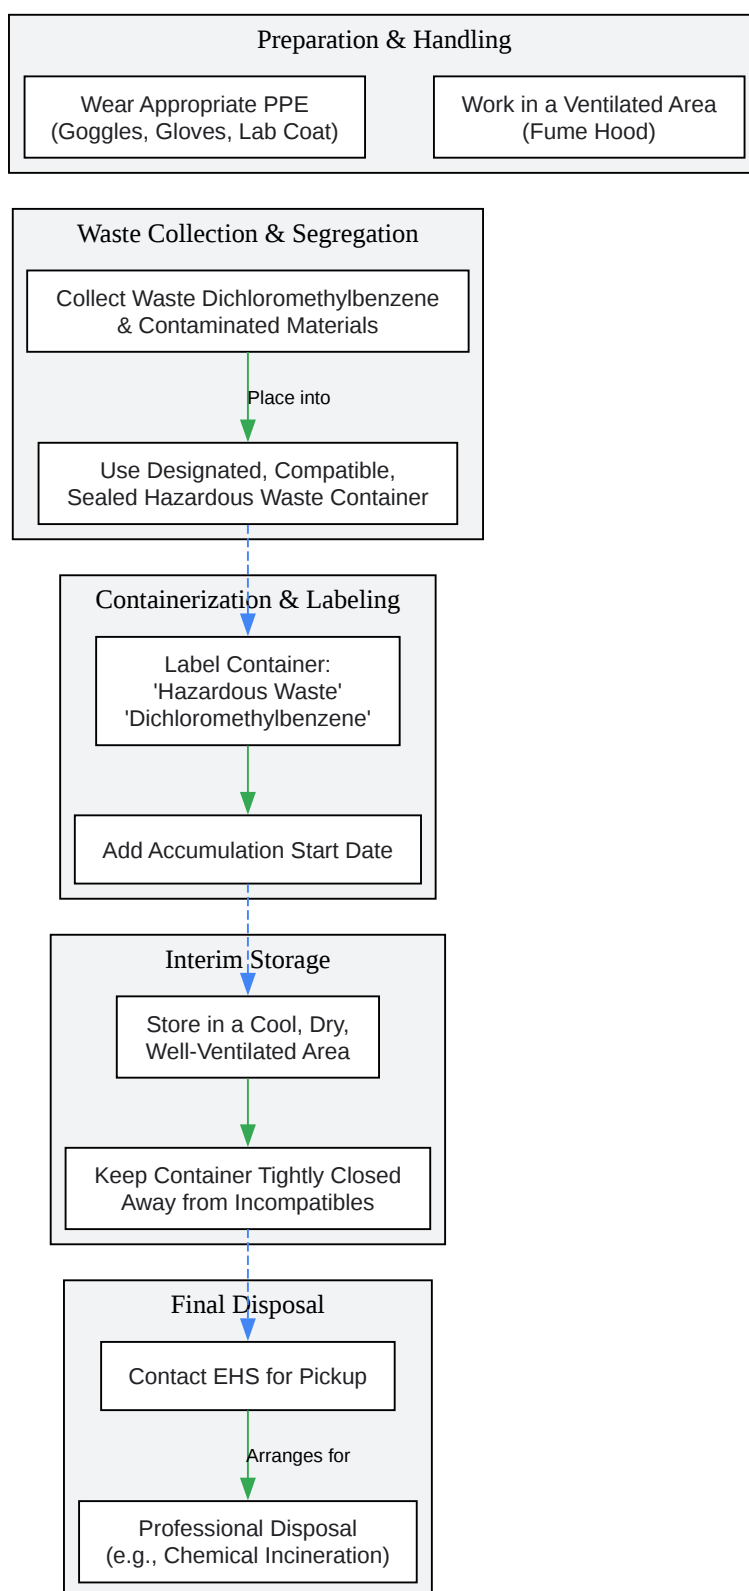 Preparation & Handling
Wear Appropriate PPE
(Goggles, Gloves, Lab Coat)
Work in a Ventilated Area
(Fume Hood)
Waste Collection & Segregation
Collect Waste Dichloromethylbenzene
& Contaminated Materials
Place into
Use Designated, Compatible,
Sealed Hazardous Waste Container
Containerization & Labeling
Label Container:
'Hazardous Waste'
'Dichloromethylbenzene'
Add Accumulation Start Date
Interim Storage
Store in a Cool, Dry,
Well-Ventilated Area
Keep Container Tightly Closed
Away from Incompatibles
Final Disposal
Contact EHS for Pickup
Arranges for
Professional Disposal
(e.g., Chemical Incineration)